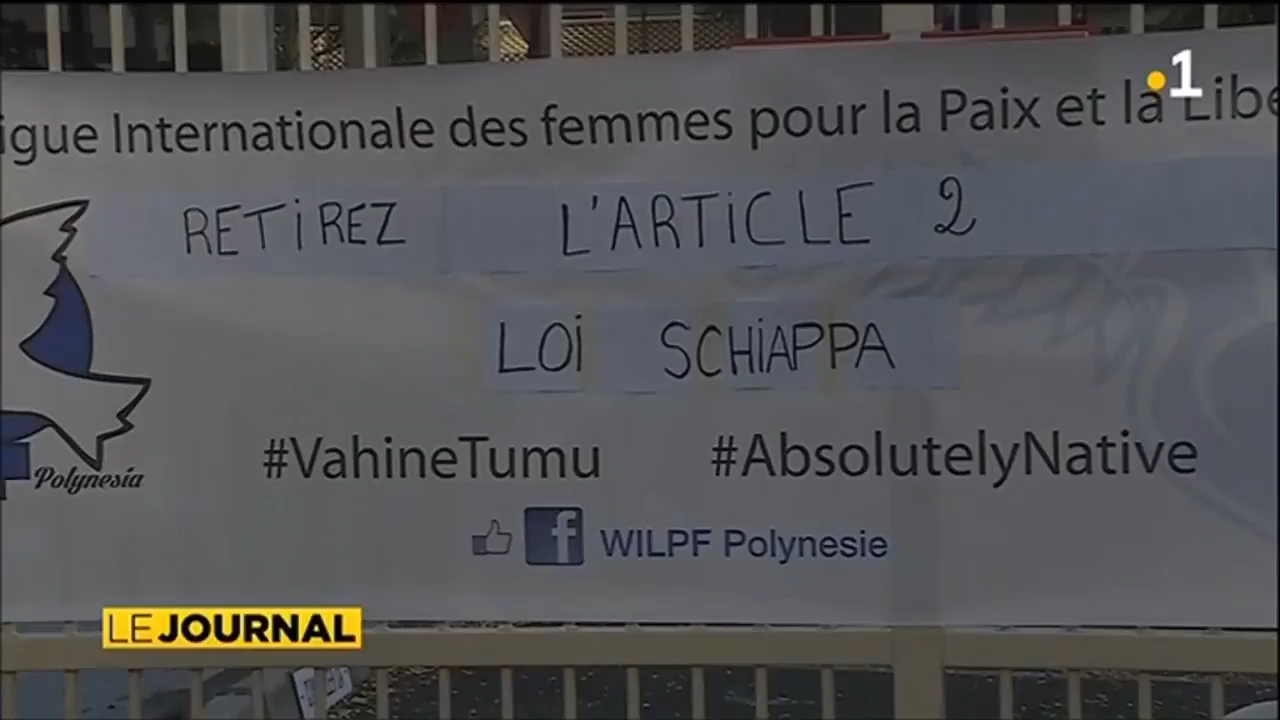 1
igue Internationale des femmes pour la Paix et la Libe
RETIREZ L'ARTICLE 2
LOI SCHIAPPA
Polynesia
#VahineTumu #AbsolutelyNative
f WILPF Polynesie
LE JOURNAL